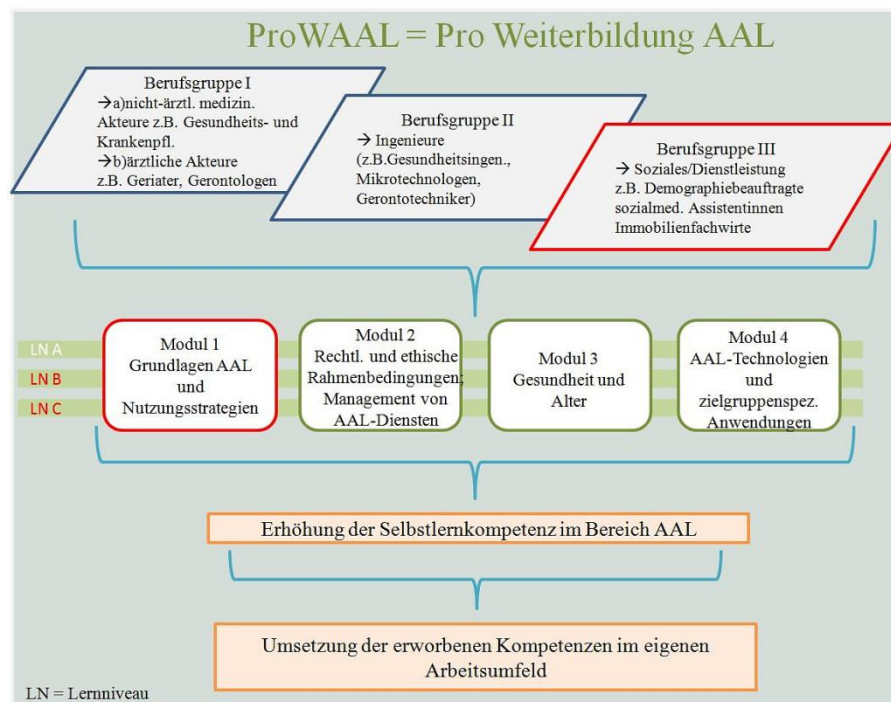 ProWAAL = Pro Weiterbildung AAL
Berufsgruppe I
→a)nicht-ärztl. medizin.
Akteure z.B. Gesundheits- und
Krankenpfl.
→b)ärztliche Akteure
z.B. Geriater, Gerontologen
Berufsgruppe II
→ Ingenieure
(z.B.Gesundheitsingen.,
Mikrotechnologen,
Gerontotechniker)
Berufsgruppe III
→ Soziales/Dienstleistung
z.B. Demographiebeauftragte
sozialmed. Assistentinnen
Immobilienfachwirte
LN A
LN B
LN C
Modul 1
Grundlagen AAL
und
Nutzungsstrategien
Modul 2
Rechtl. und ethische
Rahmenbedingungen;
Management von
AAL-Diensten
Modul 3
Gesundheit und
Alter
Modul 4
AAL-Technologien
und
zielgruppenspez.
Anwendungen
Erhöhung der Selbstlernkompetenz im Bereich AAL
Umsetzung der erworbenen Kompetenzen im eigenen
Arbeitsumfeld
LN = Lernniveau